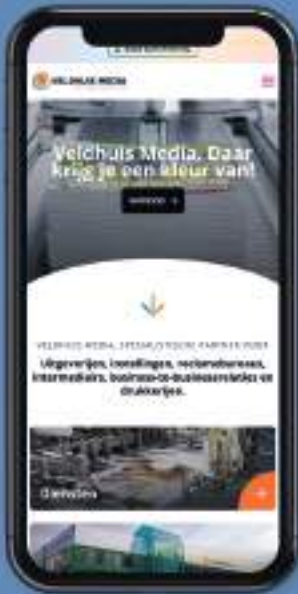 VELDHUIS MEDIA
Veldhuis Media. Daar
krijg je een kleur van!
VELDHUIS MEDIA, SPECIALISTISCHE PARTNER VOOR
Uitgeverijen, instellingen, reclamebureaus,
intermediairs, business-to-businessrelaties en
drukkerijen.
Diensten